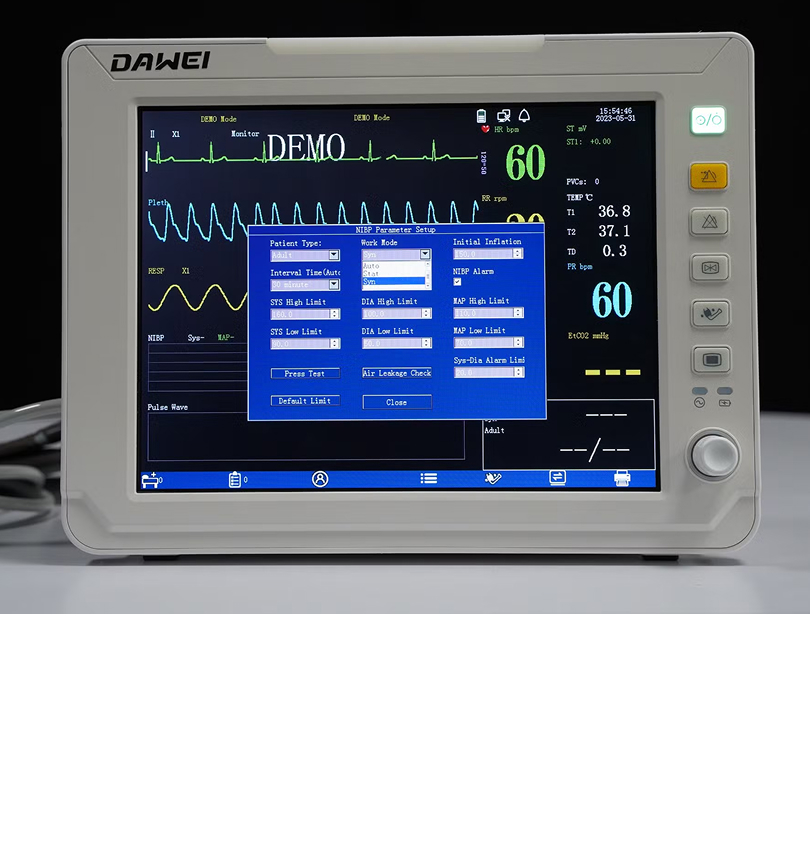 DAWEI
DEMO Mode
DEMO Mode
15:54:46
2023-05-31
II X1 Monitor
DEMO
HR bpm
60
ST mV
ST1: +0.00
PVCs: 0
Pleth
RR rpm
TEMP ℃
T1 36.8
T2 37.1
TD 0.3
PR bpm
60
RESP X1
NIBP Parameter Setup
Patient Type:
Work Mode
Initial Inflation
Adult
Syn
Auto
Stat
Syn
Interval Time(Auto
NIBP Alarm
30 minute
SYS High Limit
DIA High Limit
MAP High Limit
SYS Low Limit
DIA Low Limit
MAP Low Limit
Sys-Dia Alarm Limi
Press Test
Air Leakage Check
Default Limit
Close
NIBP Sys- MAP-
EtCO2 mmHg
---
Pulse Wave
---
Adult
--/--
0
0